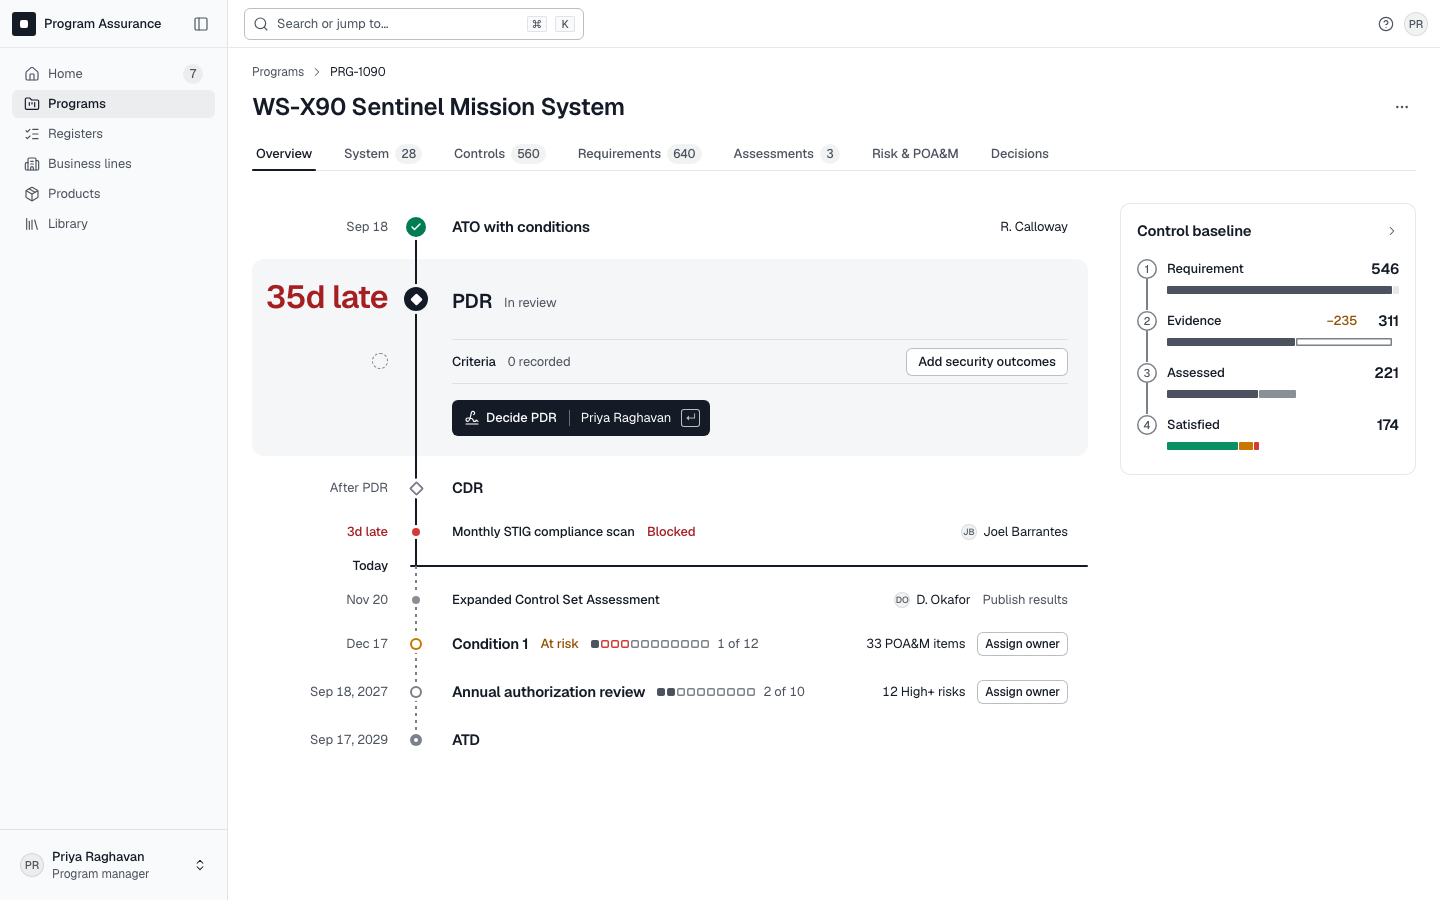 Program Assurance
Search or jump to...
⌘ K
PR
Home 7
Programs
Registers
Business lines
Products
Library
Programs > PRG-1090
WS-X90 Sentinel Mission System
Overview System 28 Controls 560 Requirements 640 Assessments 3 Risk & POA&M Decisions
Sep 18 ATO with conditions R. Calloway
35d late PDR In review
Criteria 0 recorded Add security outcomes
Decide PDR Priya Raghavan
After PDR CDR
3d late Monthly STIG compliance scan Blocked JB Joel Barrantes
Today
Nov 20 Expanded Control Set Assessment DO D. Okafor Publish results
Dec 17 Condition 1 At risk 1 of 12 33 POA&M items Assign owner
Sep 18, 2027 Annual authorization review 2 of 10 12 High+ risks Assign owner
Sep 17, 2029 ATD
Control baseline
1 Requirement 546
2 Evidence −235 311
3 Assessed 221
4 Satisfied 174
PR Priya Raghavan
Program manager